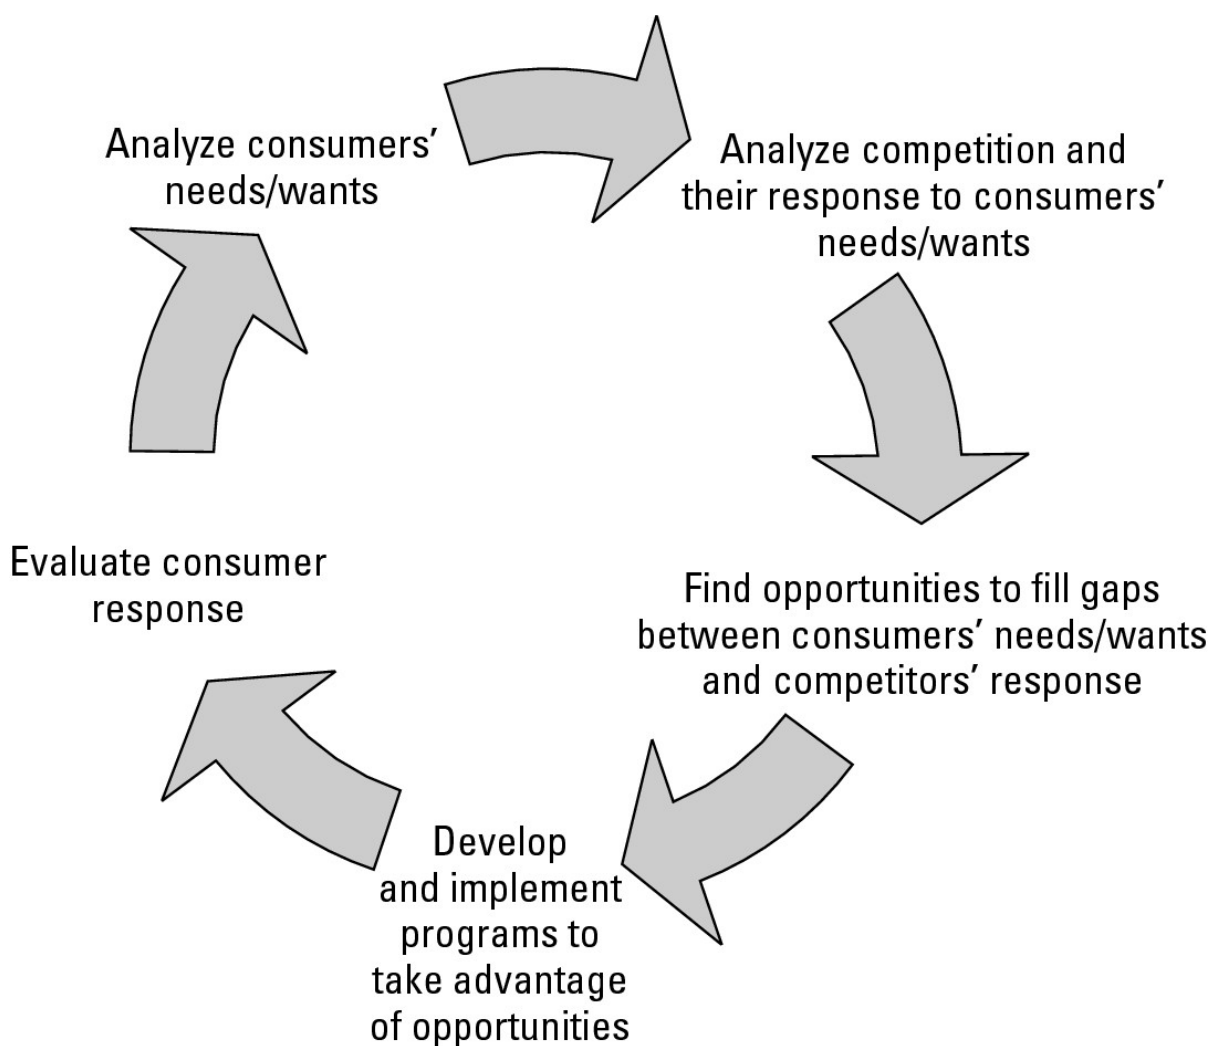 Analyze consumers’
needs/wants
Analyze competition and
their response to consumers’
needs/wants
Find opportunities to fill gaps
between consumers’ needs/wants
and competitors’ response
Develop
and implement
programs to
take advantage
of opportunities
Evaluate consumer
response